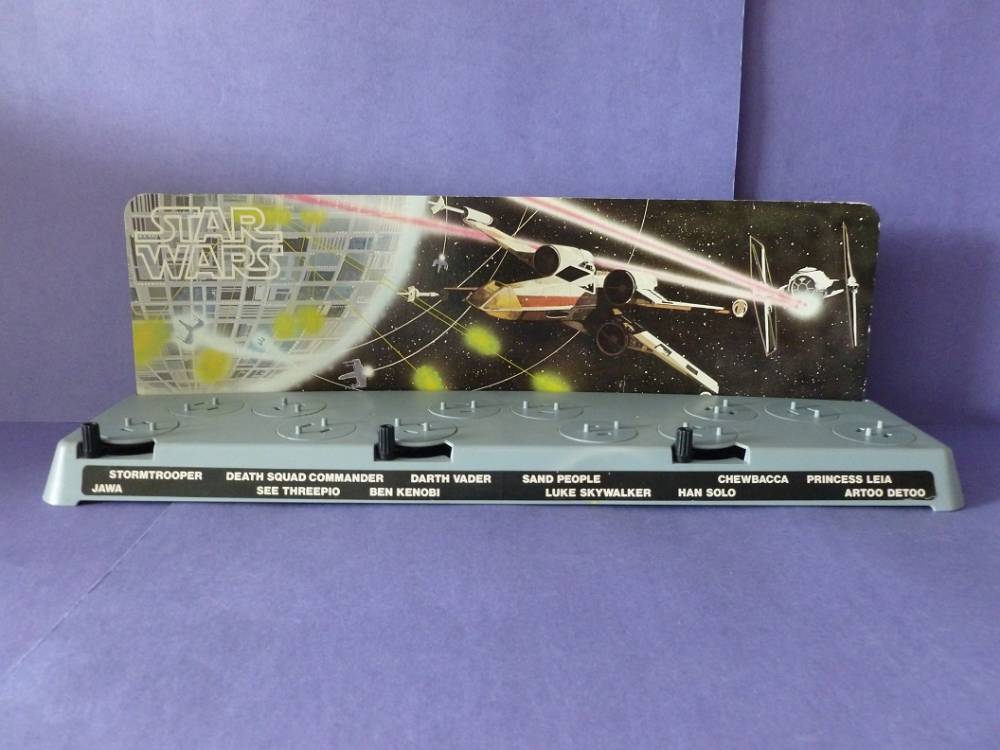 STAR
WARS
STORMTROOPER DEATH SQUAD COMMANDER DARTH VADER SAND PEOPLE CHEWBACCA PRINCESS LEIA
JAWA SEE THREEPIO BEN KENOBI LUKE SKYWALKER HAN SOLO ARTOO DETOO